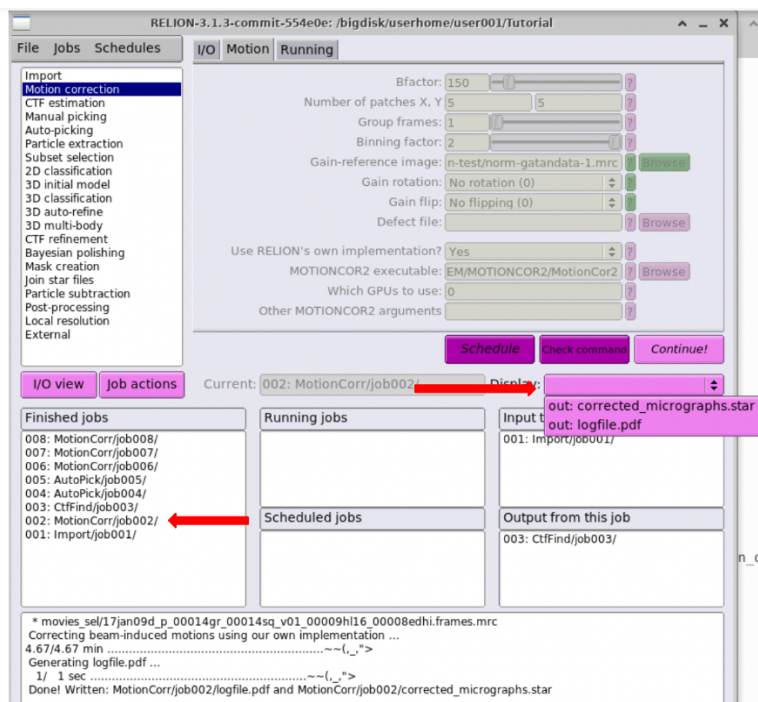 RELION-3.1.3-commit-554e0e: /bigdisk/userhome/user001/Tutorial
File Jobs Schedules
I/O Motion Running
Import
Motion correction
CTF estimation
Manual picking
Auto-picking
Particle extraction
Subset selection
2D classification
3D initial model
3D classification
3D auto-refine
3D multi-body
CTF refinement
Bayesian polishing
Mask creation
Join star files
Particle subtraction
Post-processing
Local resolution
External
Bfactor: 150 ?
Number of patches X, Y 5 5 ?
Group frames: 1 ?
Binning factor: 2 ?
Gain-reference image: n-test/norm-gatandata-1.mrc ? Browse
Gain rotation: No rotation (0) ?
Gain flip: No flipping (0) ?
Defect file: ? Browse
Use RELION's own implementation? Yes ?
MOTIONCOR2 executable: EM/MOTIONCOR2/MotionCor2 ? Browse
Which GPUs to use: 0 ?
Other MOTIONCOR2 arguments ?
Schedule Check command Continue!
I/O view Job actions Current: 002: MotionCorr/job002/ Display:
out: corrected_micrographs.star
out: logfile.pdf
Finished jobs
008: MotionCorr/job008/
007: MotionCorr/job007/
006: MotionCorr/job006/
005: AutoPick/job005/
004: AutoPick/job004/
003: CtfFind/job003/
002: MotionCorr/job002/
001: Import/job001/
Running jobs
Scheduled jobs
Input t
001: Import/job001/
Output from this job
003: CtfFind/job003/
* movies_sel/17jan09d_p_00014gr_00014sq_v01_00009hl16_00008edhi.frames.mrc
Correcting beam-induced motions using our own implementation ...
4.67/4.67 min ............................................................~~(,_,">
Generating logfile.pdf ...
1/ 1 sec ............................................................~~(,_,">
Done! Written: MotionCorr/job002/logfile.pdf and MotionCorr/job002/corrected_micrographs.star